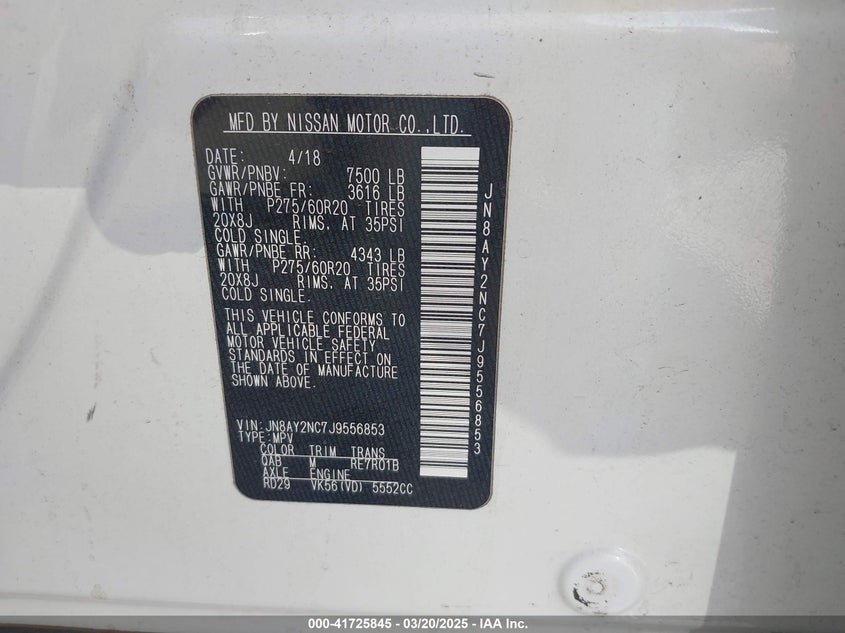 MFD BY NISSAN MOTOR CO.,LTD.
DATE: 4/18
GVWR/PNBV: 7500 LB
GAWR/PNBE FR: 3616 LB
WITH P275/60R20 TIRES
20X8J RIMS. AT 35PSI
COLD SINGLE.
GAWR/PNBE RR: 4343 LB
WITH P275/60R20 TIRES
20X8J RIMS. AT 35PSI
COLD SINGLE.
THIS VEHICLE CONFORMS TO
ALL APPLICABLE FEDERAL
MOTOR VEHICLE SAFETY
STANDARDS IN EFFECT ON
THE DATE OF MANUFACTURE
SHOWN ABOVE.
VIN: JN8AY2NC7J9556853
TYPE: MPV
COLOR TRIM TRANS
QAB M RE7R01B
AXLE ENGINE
RD29 VK56(VD) 5552CC
JN8AY2NC7J9556853
000-41725845 — 03/20/2025 — IAA Inc.